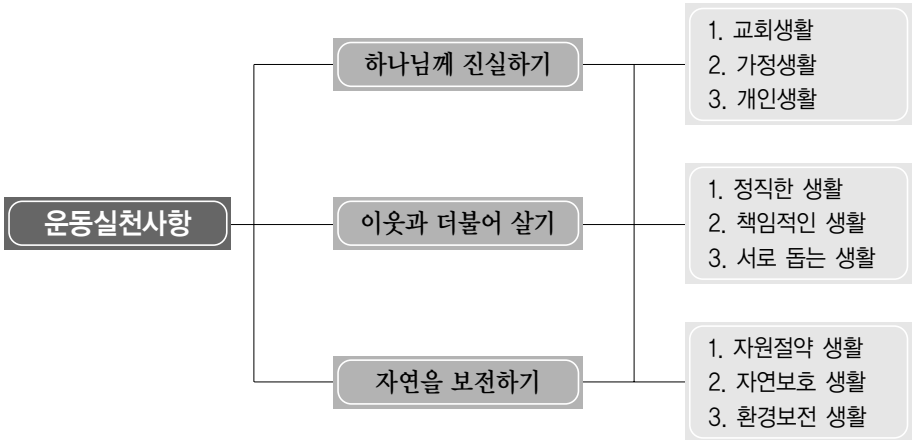 운동실천사항
하나님께 진실하기
1. 교회생활
2. 가정생활
3. 개인생활
이웃과 더불어 살기
1. 정직한 생활
2. 책임적인 생활
3. 서로 돕는 생활
자연을 보전하기
1. 자원절약 생활
2. 자연보호 생활
3. 환경보전 생활